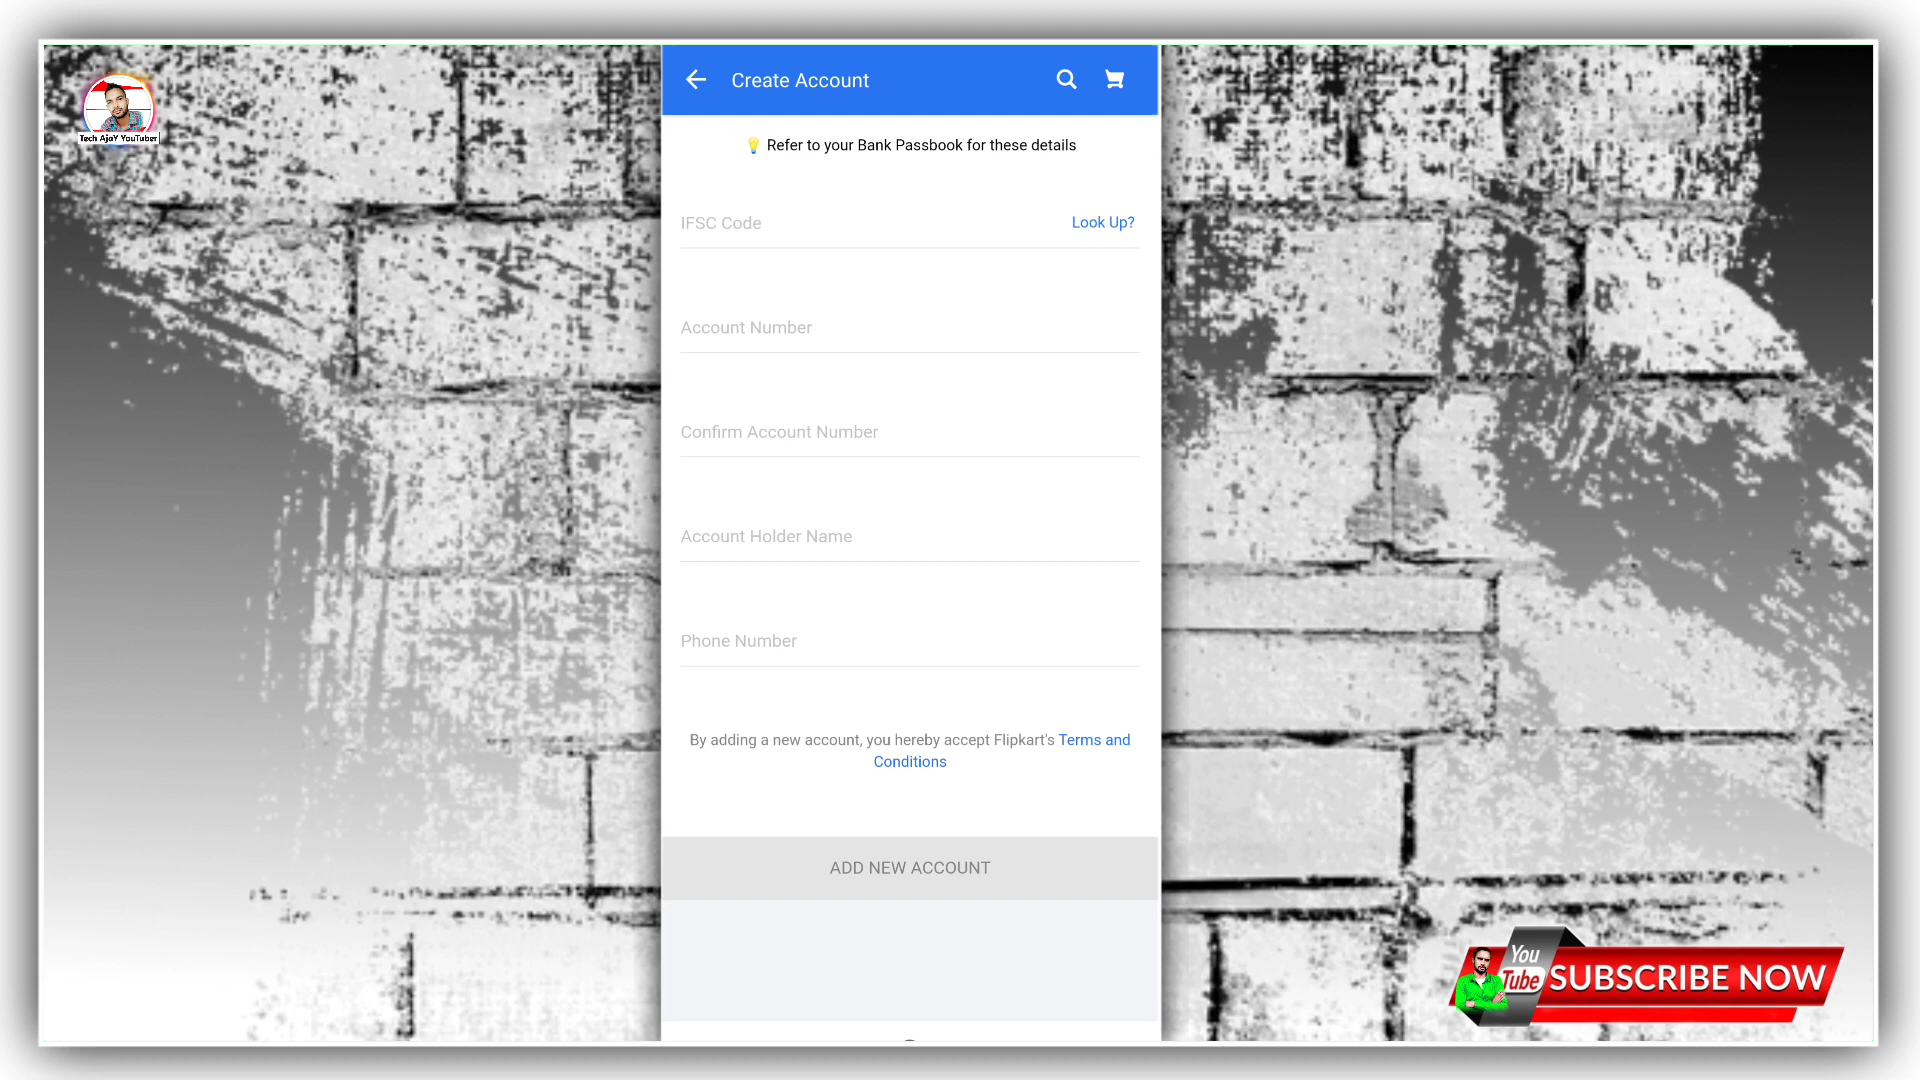 Create Account
Tech AjaY YouTuber
💡 Refer to your Bank Passbook for these details
IFSC Code
Look Up?
Account Number
Confirm Account Number
Account Holder Name
Phone Number
By adding a new account, you hereby accept Flipkart's Terms and
Conditions
ADD NEW ACCOUNT
You
Tube
SUBSCRIBE NOW